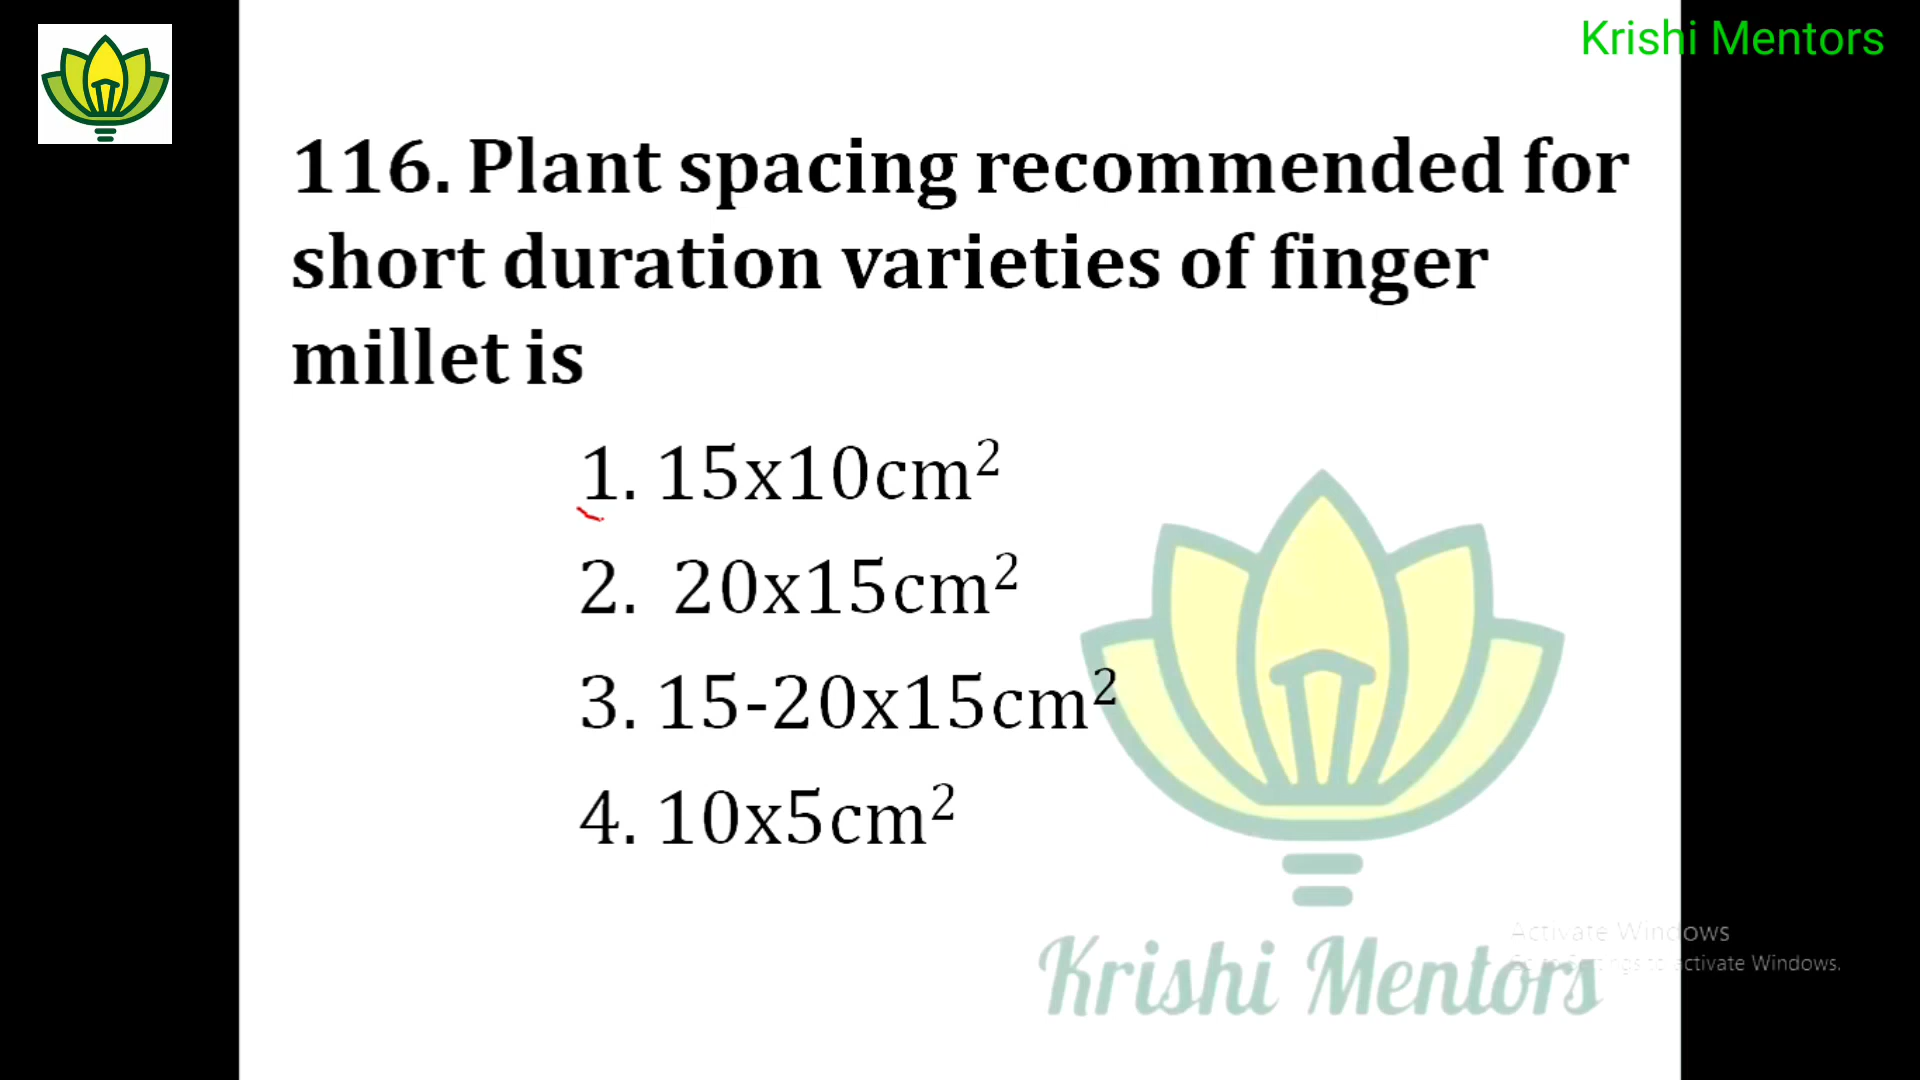 Krishi Mentors
116. Plant spacing recommended for
short duration varieties of finger
millet is
1. 15x10cm²
2. 20x15cm²
3. 15-20x15cm²
4. 10x5cm²
Activate Windows
Go to Settings to activate Windows.
Krishi Mentors